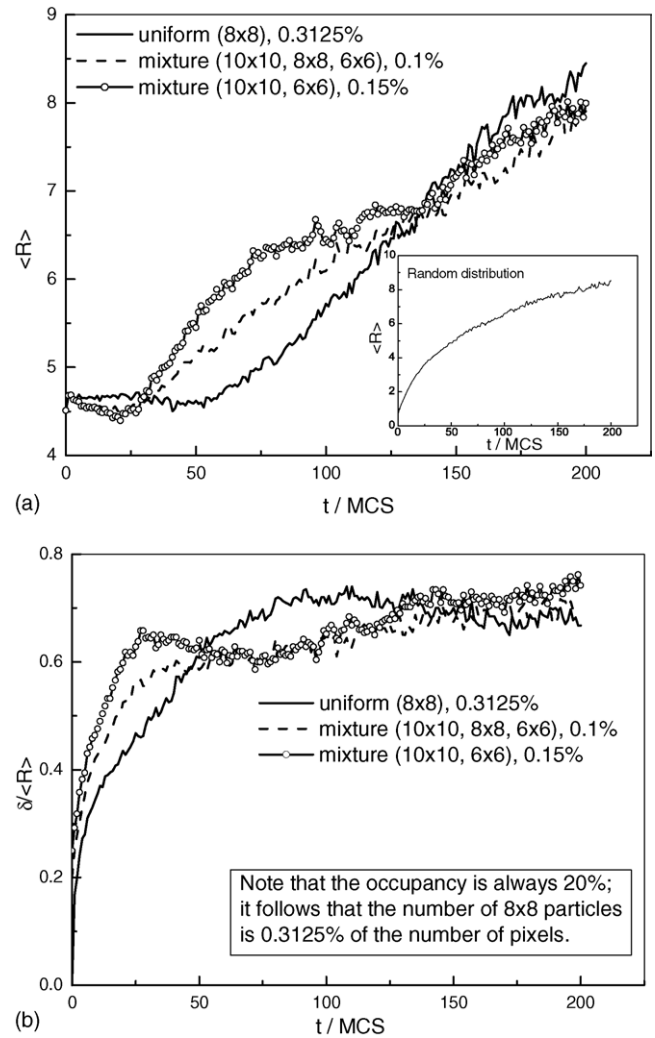 9
8
7
6
5
4
<R>
uniform (8x8), 0.3125%
mixture (10x10, 8x8, 6x6), 0.1%
mixture (10x10, 6x6), 0.15%
10
8
6
4
2
0
<R>
Random distribution
0 50 100 150 200
t / MCS
0 50 100 150 200
t / MCS
(a)
0.8
0.6
0.4
0.2
0.0
δ/<R>
uniform (8x8), 0.3125%
mixture (10x10, 8x8, 6x6), 0.1%
mixture (10x10, 6x6), 0.15%
Note that the occupancy is always 20%;
it follows that the number of 8x8 particles
is 0.3125% of the number of pixels.
0 50 100 150 200
t / MCS
(b)